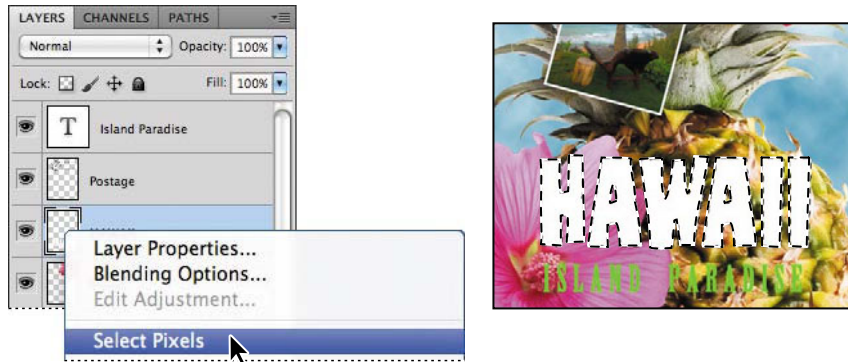 LAYERS CHANNELS PATHS
Normal Opacity: 100%
Lock: Fill: 100%
T Island Paradise
Postage
Layer Properties...
Blending Options...
Edit Adjustment...
Select Pixels
HAWAII
ISLAND PARADISE